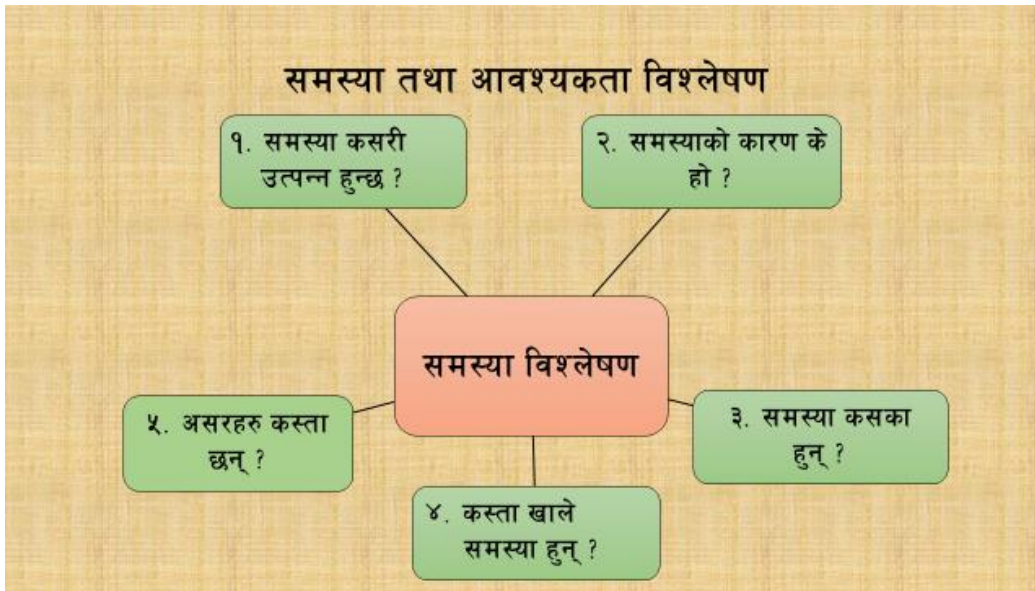 समस्या तथा आवश्यकता विश्लेषण
१. समस्या कसरी
उत्पन्न हुन्छ ?
२. समस्याको कारण के
हो ?
समस्या विश्लेषण
३. समस्या कसका
हुन् ?
४. कस्ता खाले
समस्या हुन् ?
५. असरहरु कस्ता
छन् ?